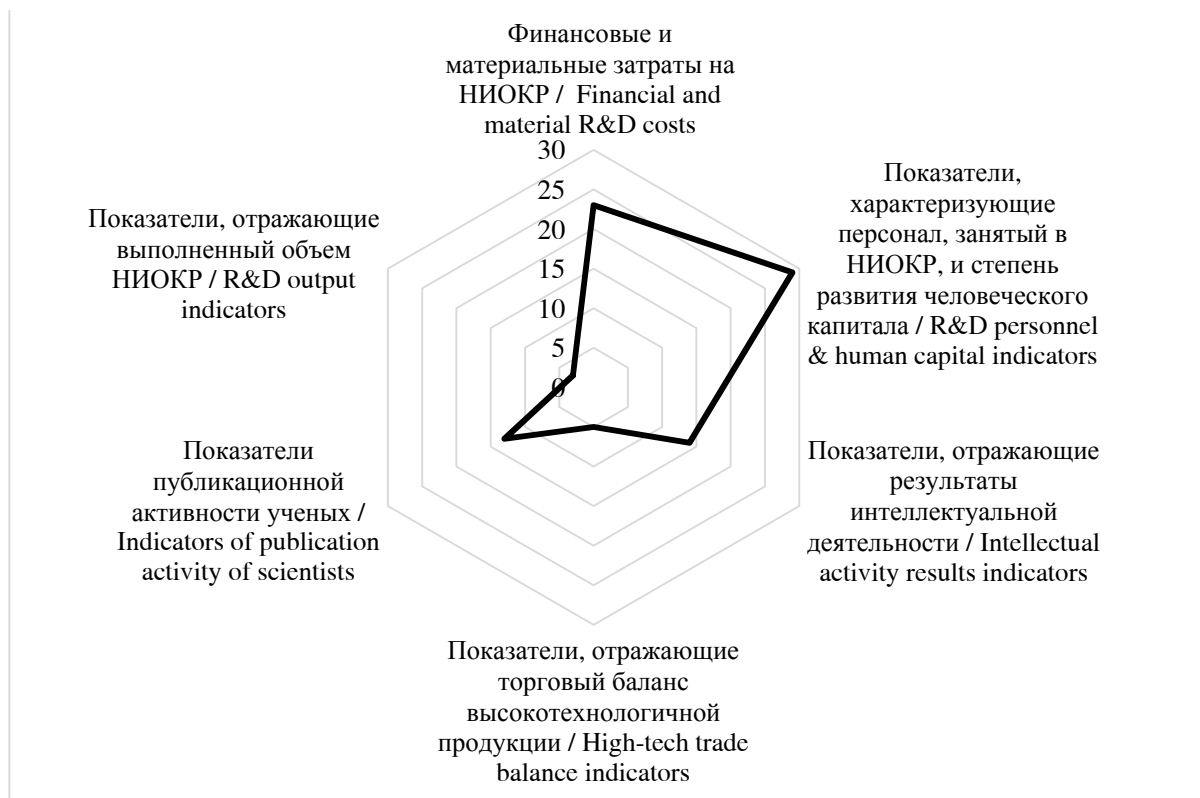 Финансовые и
материальные затраты на
НИОКР / Financial and
material R&D costs
30
25
20
15
10
5
0
Показатели,
характеризующие
персонал, занятый в
НИОКР, и степень
развития человеческого
капитала / R&D personnel
& human capital indicators
Показатели, отражающие
результаты
интеллектуальной
деятельности / Intellectual
activity results indicators
Показатели, отражающие
торговый баланс
высокотехнологичной
продукции / High-tech trade
balance indicators
Показатели
публикационной
активности ученых /
Indicators of publication
activity of scientists
Показатели, отражающие
выполненный объем
НИОКР / R&D output
indicators